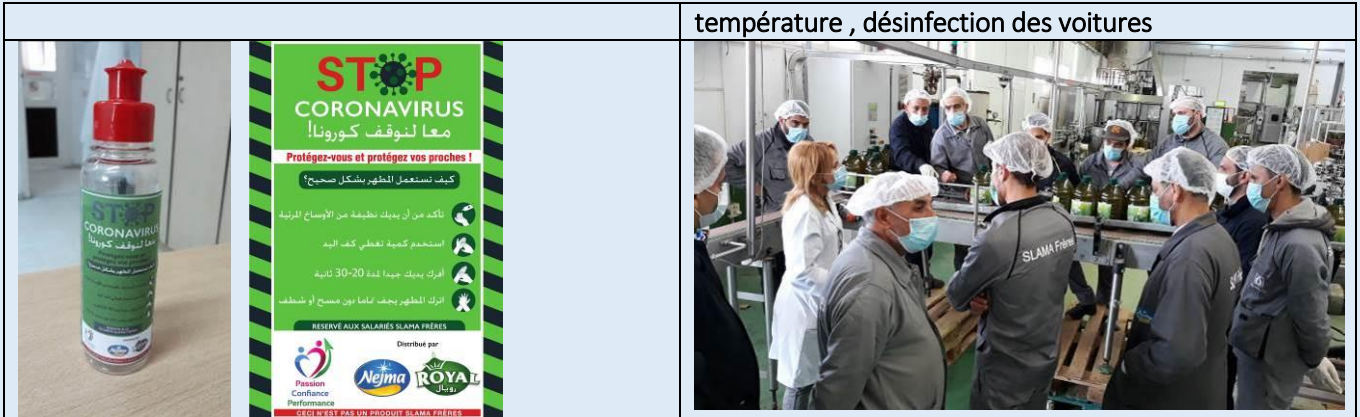 température , désinfection des voitures
STOP
CORONAVIRUS
معا لنوقف كورونا!
STOP
CORONAVIRUS
معا لنوقف كورونا!
Protégez-vous et protégez vos proches !
كيف تستعمل المطهر بشكل صحيح؟
تأكد من أن يديك نظيفة من الأوساخ المرئية
استخدم كمية تغطي كف اليد
أفرك يديك جيدا لمدة 20-30 ثانية
اترك المطهر يجف تماما دون مسح أو شطف
RESERVÉ AUX SALARIÉS SLAMA FRÈRES
Distribué par
Passion
Confiance
Performance
Nejma
ROYAL
رويال
CECI N'EST PAS UN PRODUIT SLAMA FRÈRES
SLAMA Frères